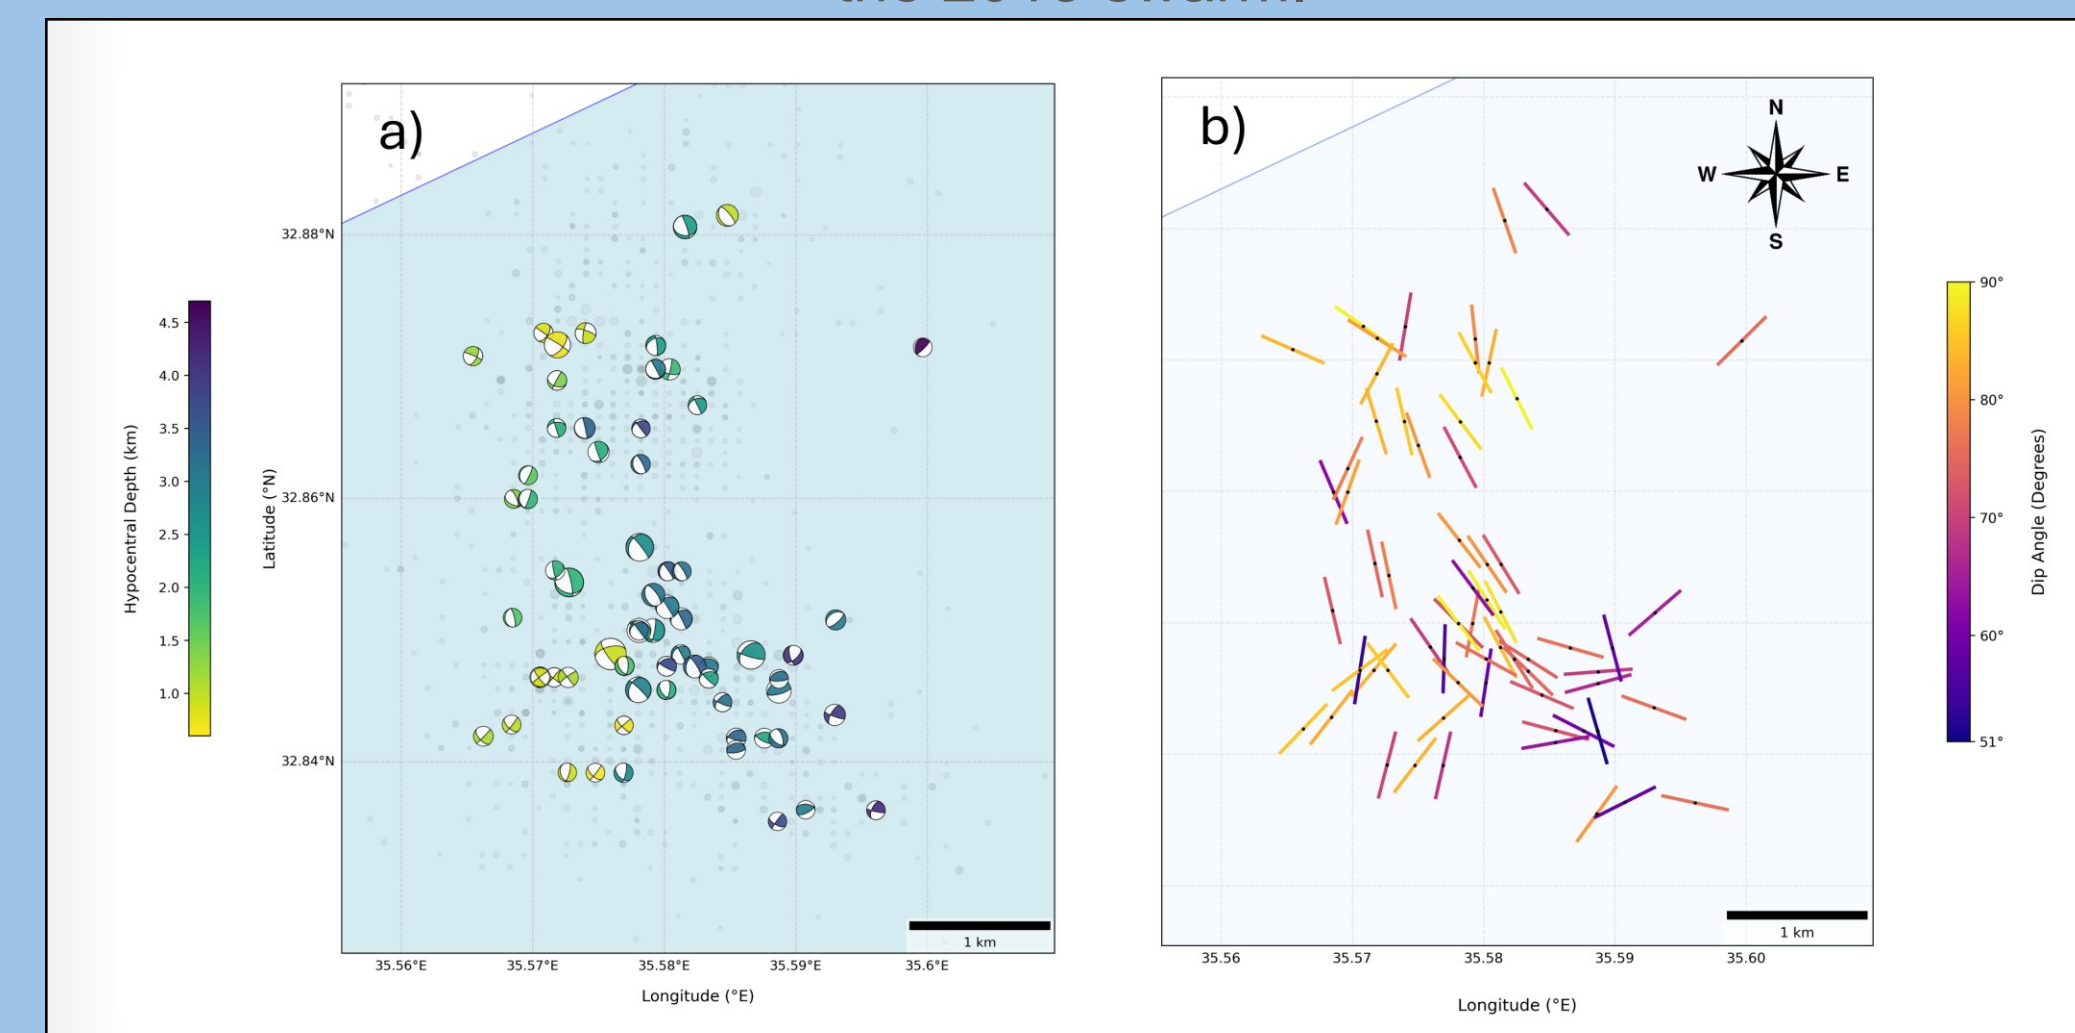 the 2018 swarm.
a)
32.88°N
32.86°N
32.84°N
Latitude (°N)
35.56°E
35.57°E
35.58°E
35.59°E
35.6°E
Longitude (°E)
1 km
Hypocentral Depth (km)
4.5
4.0
3.5
3.0
2.5
2.0
1.5
1.0
b)
N
W
E
S
35.56
35.57
35.58
35.59
35.60
Longitude (°E)
1 km
90°
80°
70°
60°
51°
Dip Angle (Degrees)